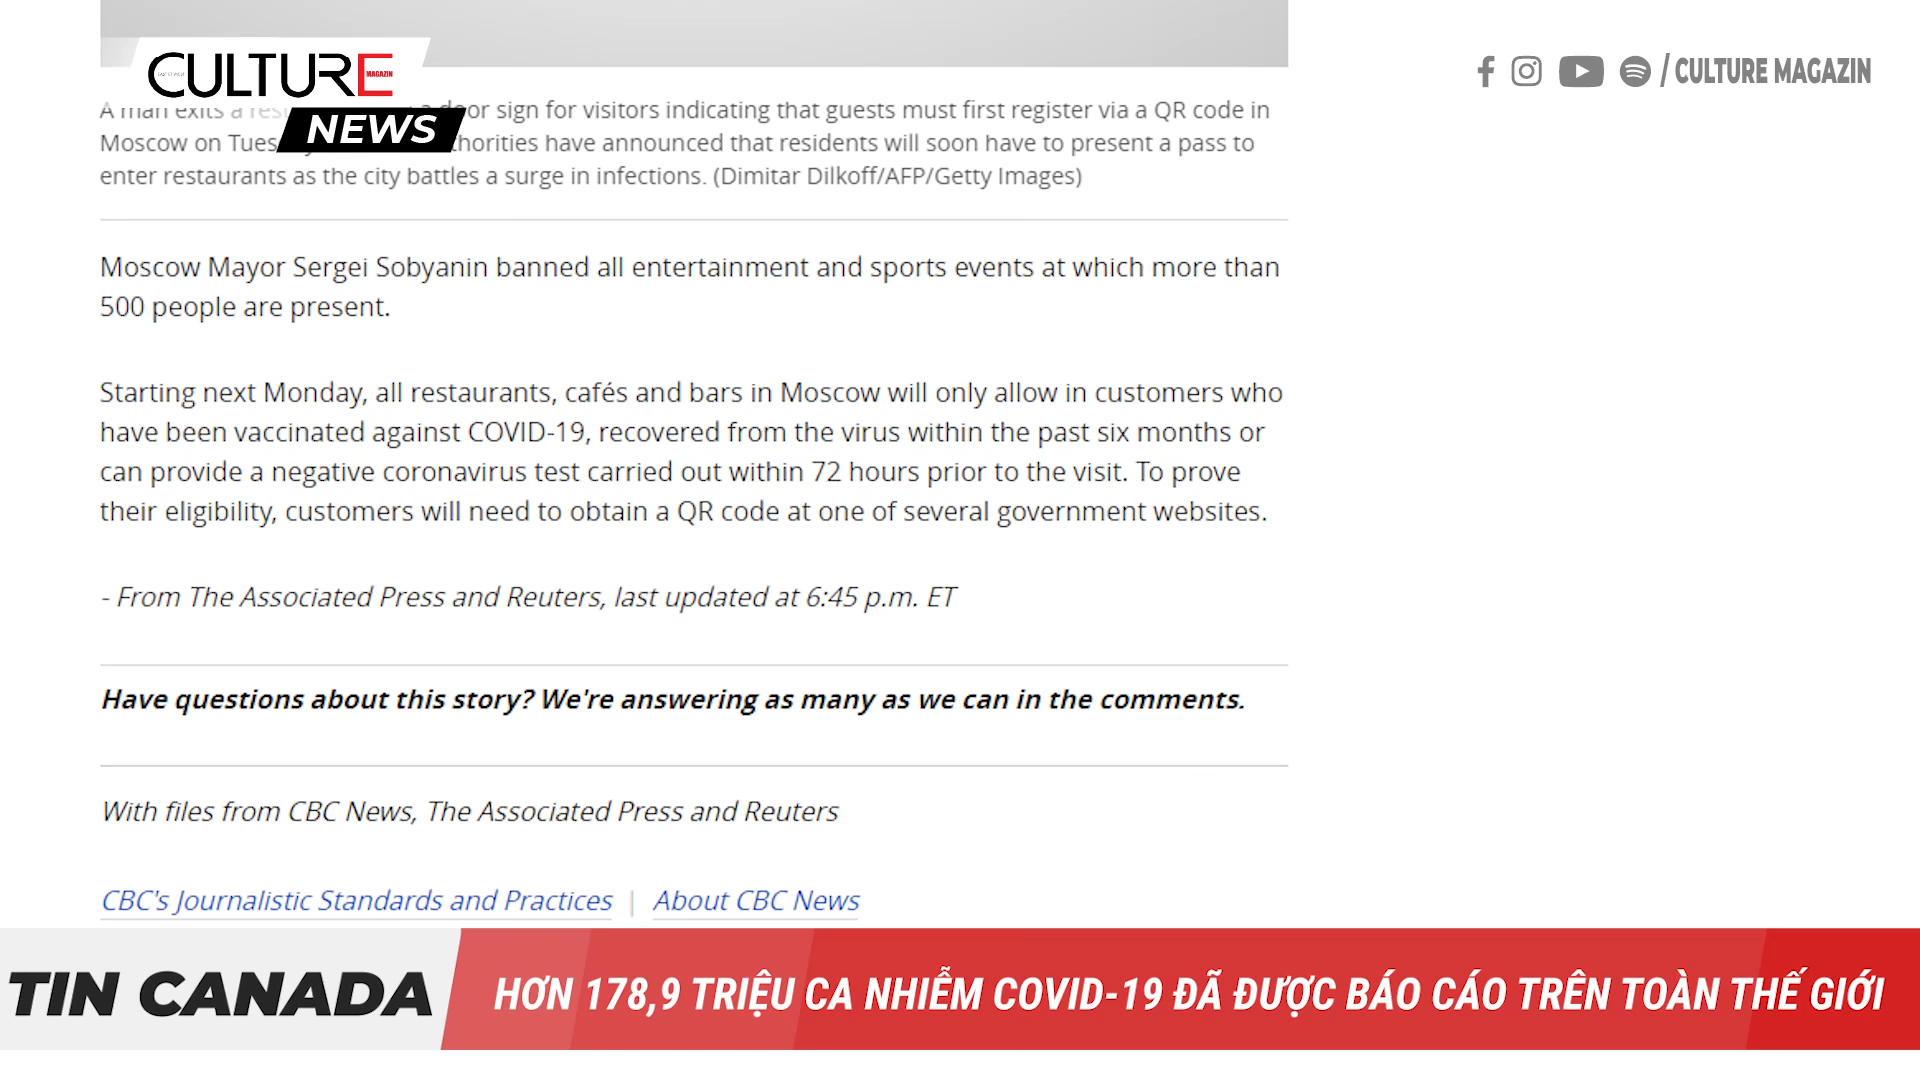 CULTURE MAGAZIN
NEWS
/ CULTURE MAGAZIN
A man exits a door sign for visitors indicating that guests must first register via a QR code in
Moscow on horities have announced that residents will soon have to present a pass to
enter restaurants as the city battles a surge in infections. (Dimitar Dilkoff/AFP/Getty Images)
Moscow Mayor Sergei Sobyanin banned all entertainment and sports events at which more than
500 people are present.
Starting next Monday, all restaurants, cafés and bars in Moscow will only allow in customers who
have been vaccinated against COVID-19, recovered from the virus within the past six months or
can provide a negative coronavirus test carried out within 72 hours prior to the visit. To prove
their eligibility, customers will need to obtain a QR code at one of several government websites.
- From The Associated Press and Reuters, last updated at 6:45 p.m. ET
Have questions about this story? We're answering as many as we can in the comments.
With files from CBC News, The Associated Press and Reuters
CBC's Journalistic Standards and Practices | About CBC News
TIN CANADA
HƠN 178,9 TRIỆU CA NHIỄM COVID-19 ĐÃ ĐƯỢC BÁO CÁO TRÊN TOÀN THẾ GIỚI